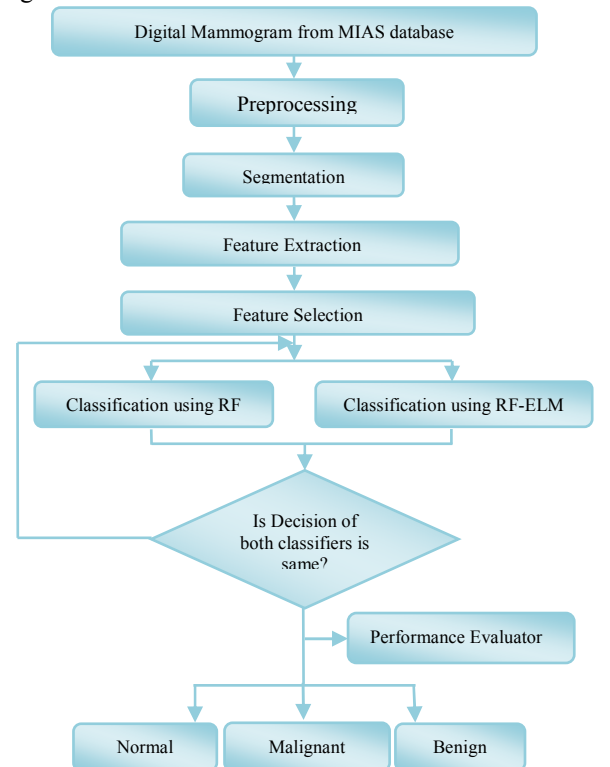 Digital Mammogram from MIAS database
Preprocessing
Segmentation
Feature Extraction
Feature Selection
Classification using RF
Classification using RF-ELM
Is Decision of
both classifiers is
same?
Performance Evaluator
Normal
Malignant
Benign